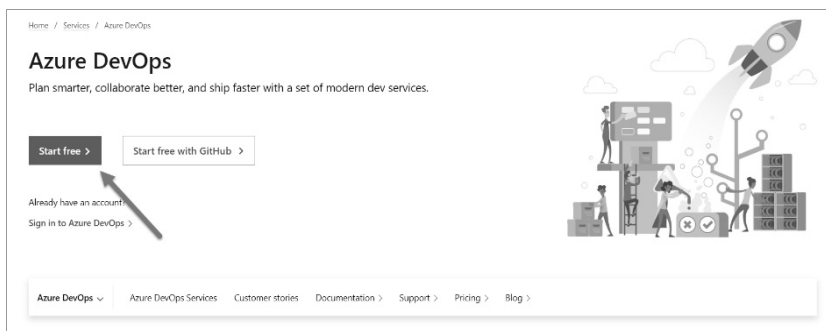 Home / Services / Azure DevOps
Azure DevOps
Plan smarter, collaborate better, and ship faster with a set of modern dev services.
Start free >
Start free with GitHub >
Already have an account?
Sign in to Azure DevOps >
Azure DevOps Azure DevOps Services Customer stories Documentation > Support > Pricing > Blog >